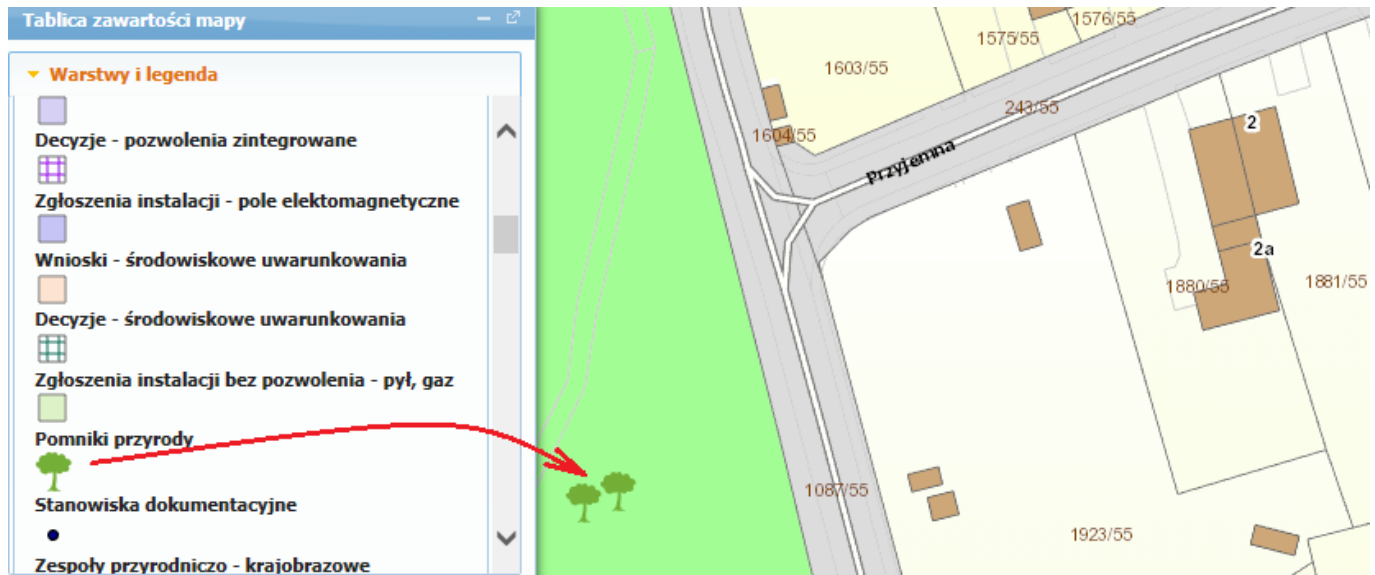 Tablica zawartości mapy
Warstwy i legenda
Decyzje - pozwolenia zintegrowane
Zgłoszenia instalacji - pole elektomagnetyczne
Wnioski - środowiskowe uwarunkowania
Decyzje - środowiskowe uwarunkowania
Zgłoszenia instalacji bez pozwolenia - pył, gaz
Pomniki przyrody
Stanowiska dokumentacyjne
Zespoły przyrodniczo - krajobrazowe
1576/55
1575/55
1603/55
243/55
1604/55
2
Przyjemna
2a
1880/55
1881/55
1087/55
1923/55